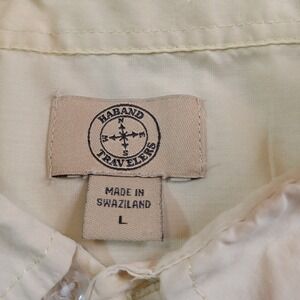 HABAND
N
W E
S
TRAVELERS
MADE IN
SWAZILAND
L